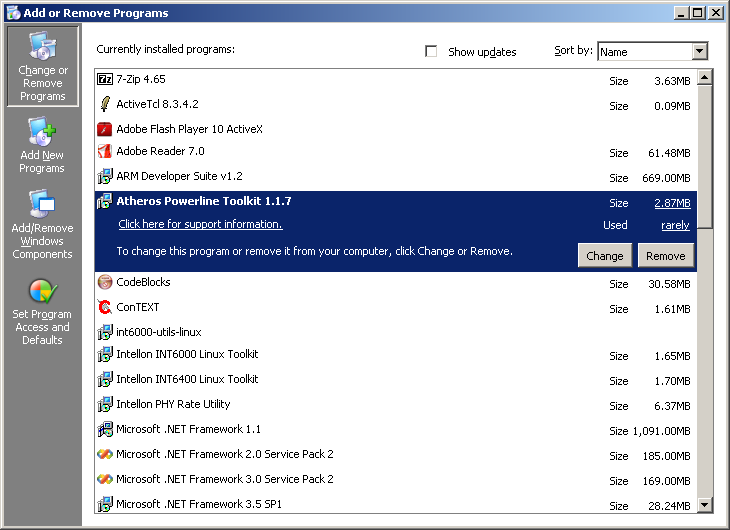 Add or Remove Programs
Change or
Remove
Programs
Add New
Programs
Add/Remove
Windows
Components
Set Program
Access and
Defaults
Currently installed programs:
Show updates
Sort by: Name
7-Zip 4.65 Size 3.63MB
ActiveTcl 8.3.4.2 Size 0.09MB
Adobe Flash Player 10 ActiveX
Adobe Reader 7.0 Size 61.48MB
ARM Developer Suite v1.2 Size 669.00MB
Atheros Powerline Toolkit 1.1.7 Size 2.87MB
Click here for support information. Used rarely
To change this program or remove it from your computer, click Change or Remove. Change Remove
CodeBlocks Size 30.58MB
ConTEXT Size 1.61MB
int6000-utils-linux
Intellon INT6000 Linux Toolkit Size 1.65MB
Intellon INT6400 Linux Toolkit Size 1.70MB
Intellon PHY Rate Utility Size 6.37MB
Microsoft .NET Framework 1.1 Size 1,091.00MB
Microsoft .NET Framework 2.0 Service Pack 2 Size 185.00MB
Microsoft .NET Framework 3.0 Service Pack 2 Size 169.00MB
Microsoft .NET Framework 3.5 SP1 Size 28.24MB